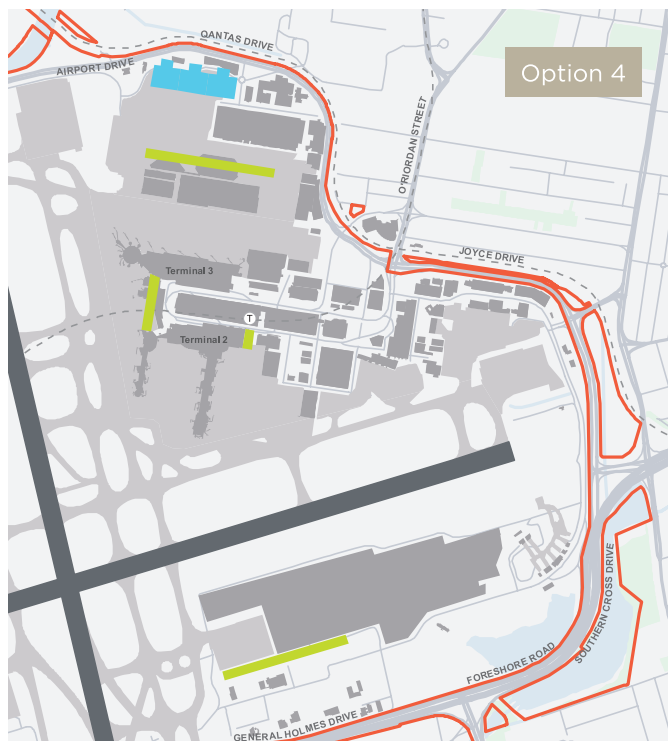 QANTAS DRIVE
AIRPORT DRIVE
Option 4
O'RIORDAN STREET
JOYCE DRIVE
Terminal 3
T
Terminal 2
SOUTHERN CROSS DRIVE
FORESHORE ROAD
GENERAL HOLMES DRIVE